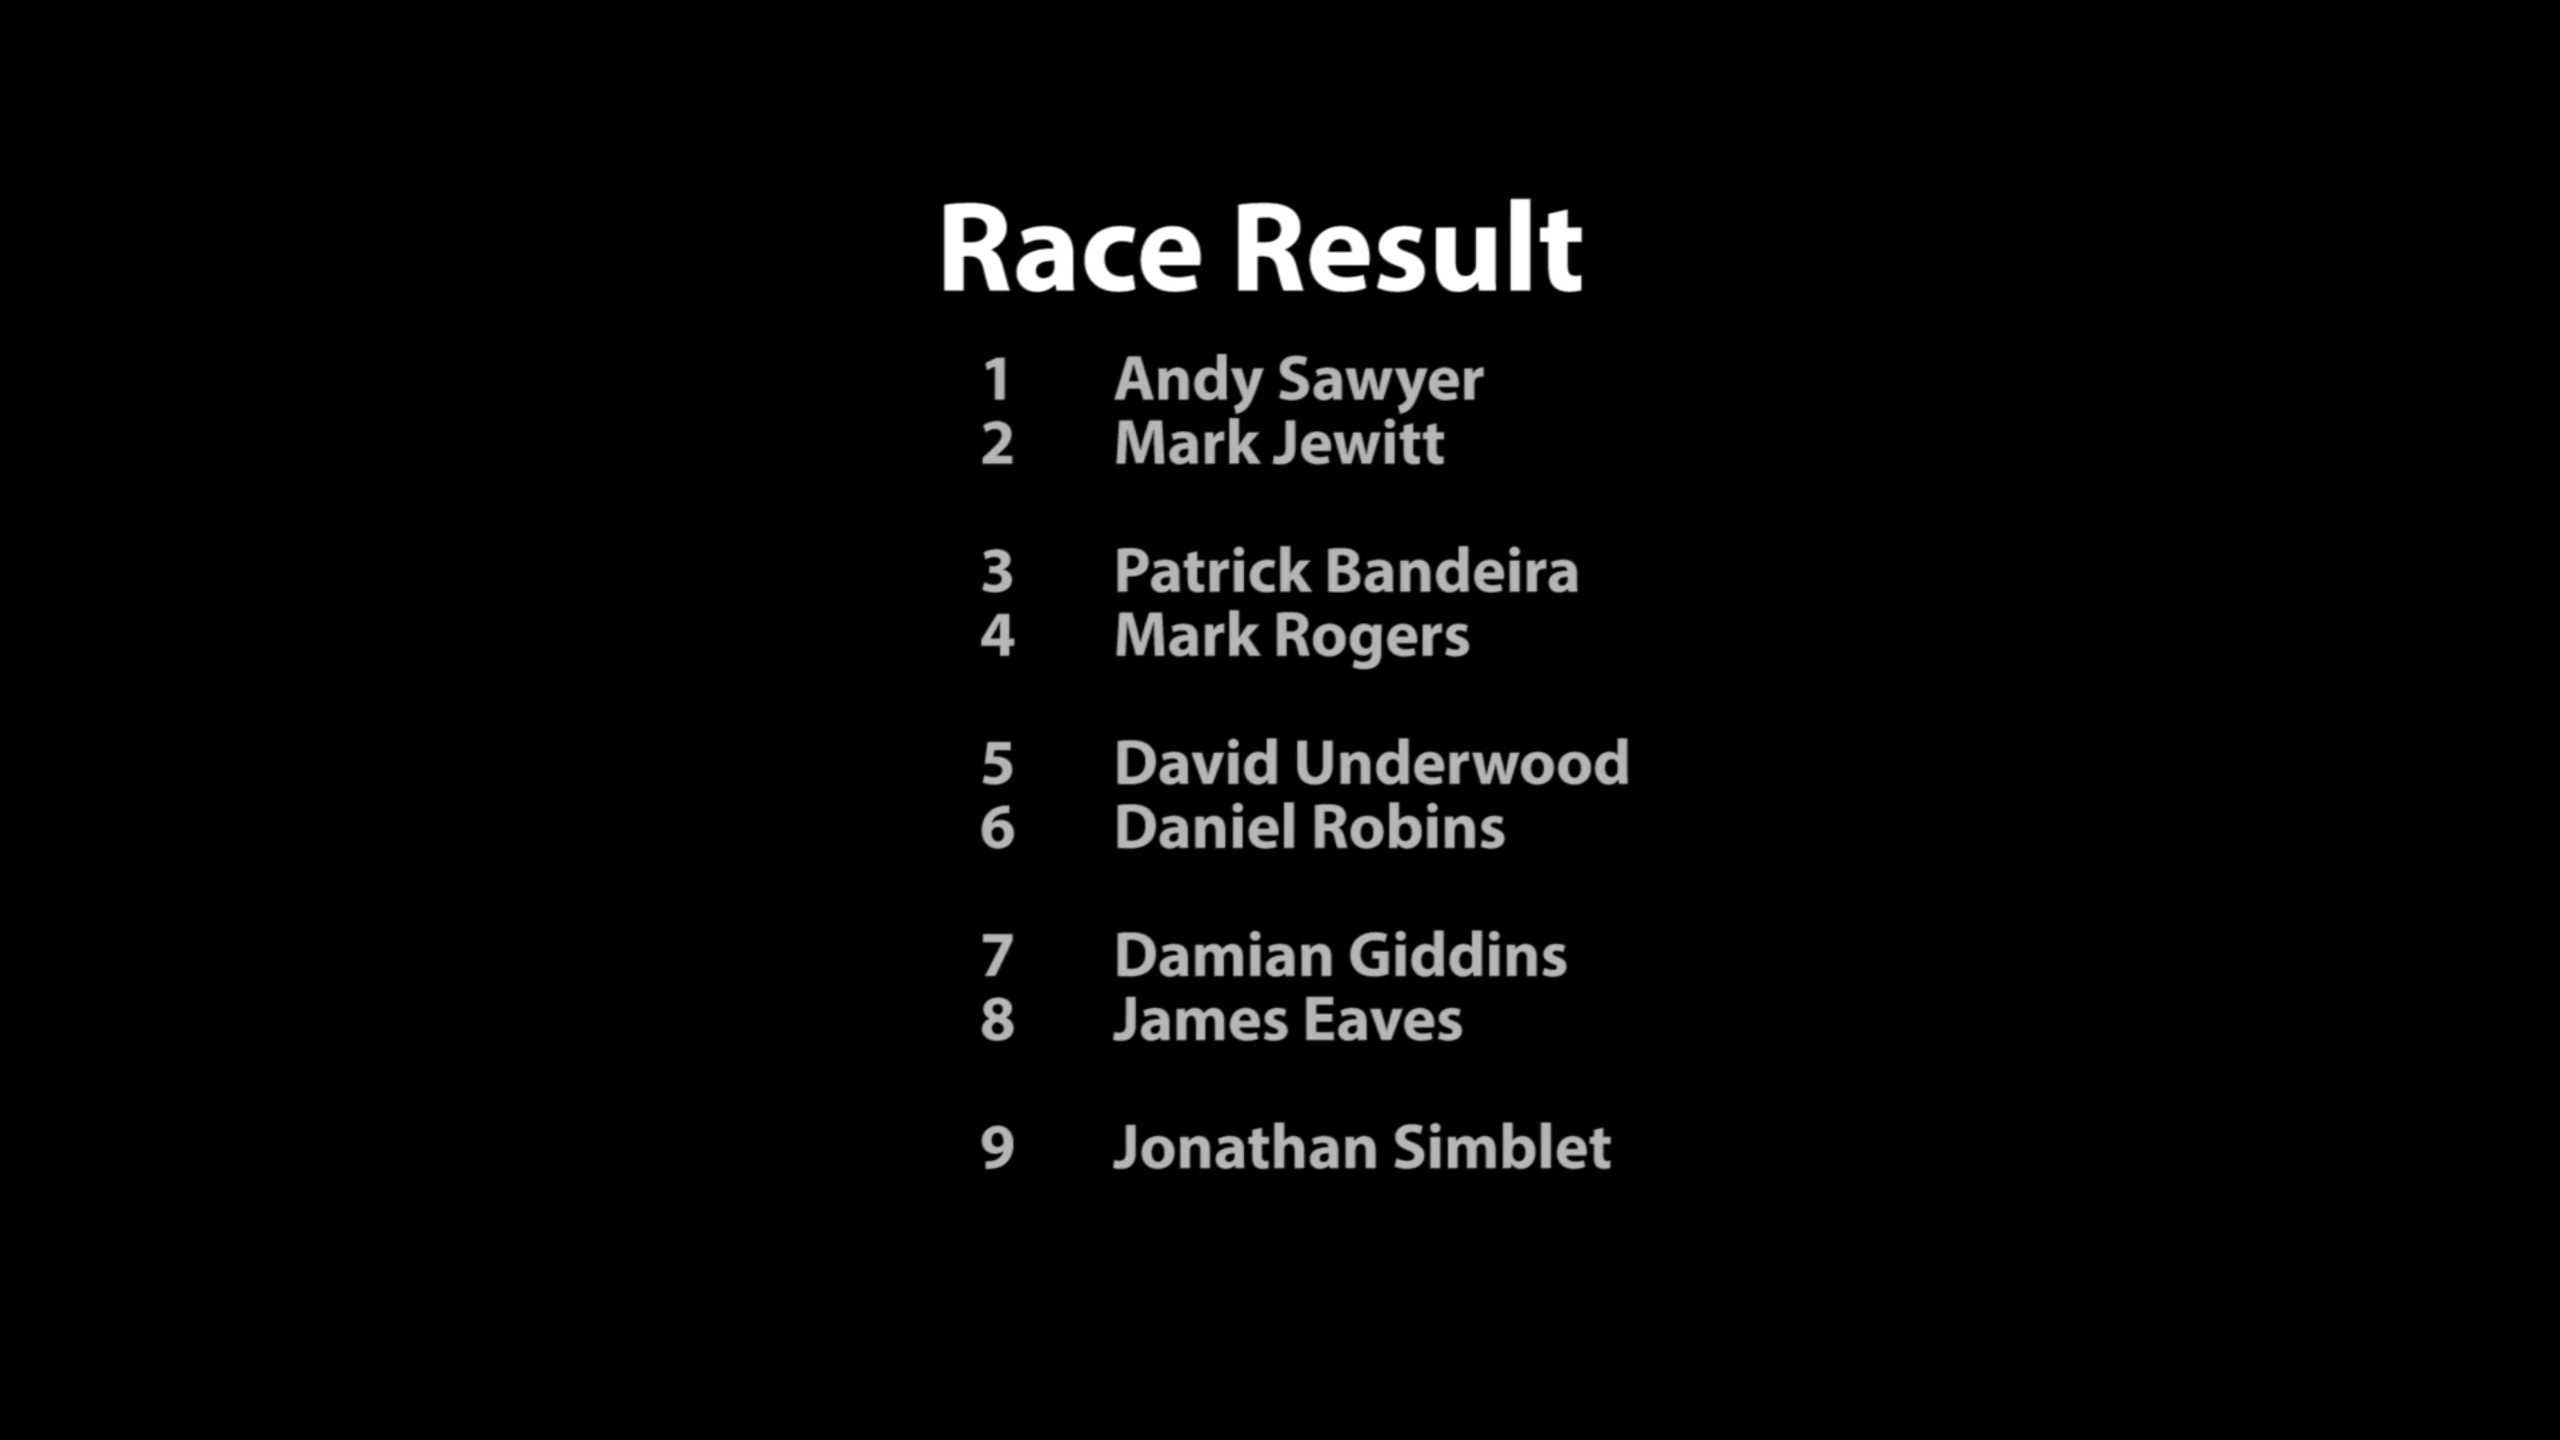 Race Result
1 Andy Sawyer
2 Mark Jewitt
3 Patrick Bandeira
4 Mark Rogers
5 David Underwood
6 Daniel Robins
7 Damian Giddins
8 James Eaves
9 Jonathan Simblet